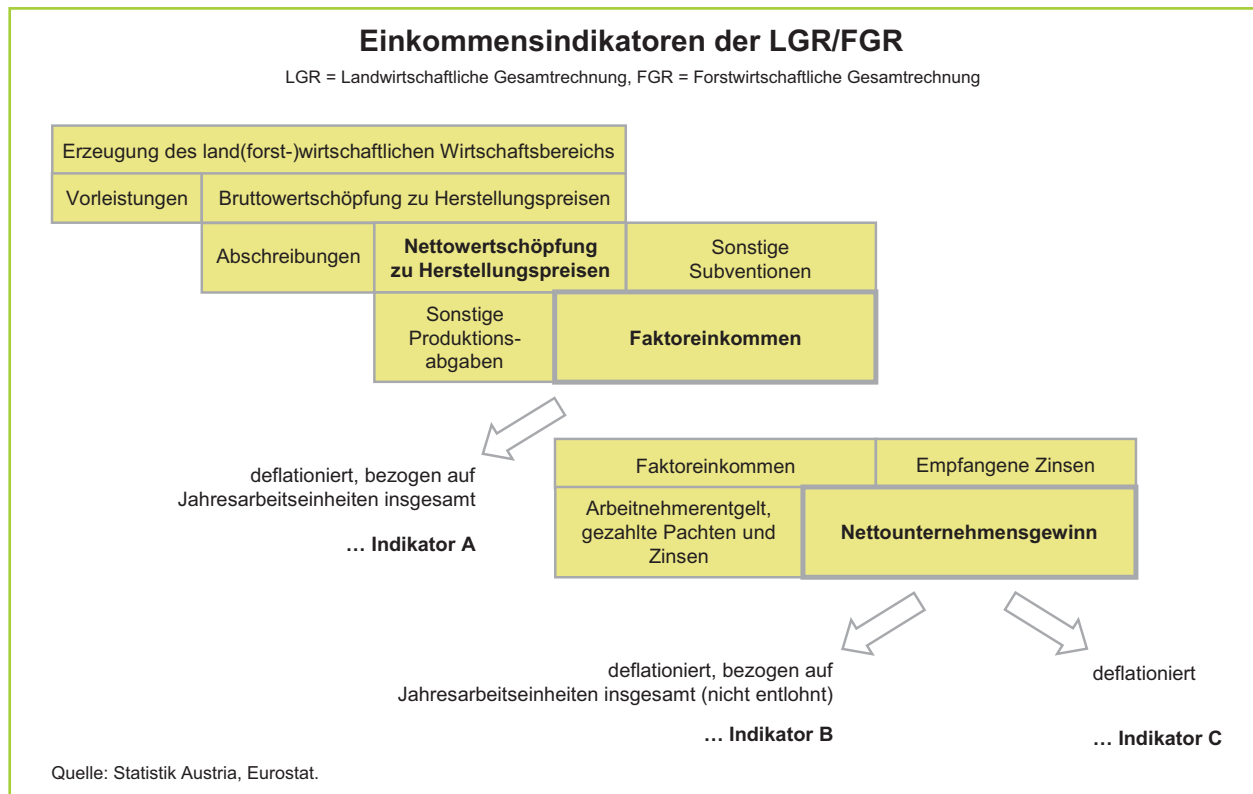 Einkommensindikatoren der LGR/FGR
LGR = Landwirtschaftliche Gesamtrechnung, FGR = Forstwirtschaftliche Gesamtrechnung
Erzeugung des land(forst-)wirtschaftlichen Wirtschaftsbereichs
Vorleistungen
Bruttowertschöpfung zu Herstellungspreisen
Abschreibungen
Nettowertschöpfung
zu Herstellungspreisen
Sonstige
Subventionen
Sonstige
Produktions-
abgaben
Faktoreinkommen
deflationiert, bezogen auf
Jahresarbeitseinheiten insgesamt
… Indikator A
Faktoreinkommen
Empfangene Zinsen
Arbeitnehmerentgelt,
gezahlte Pachten und
Zinsen
Nettounternehmensgewinn
deflationiert, bezogen auf
Jahresarbeitseinheiten insgesamt (nicht entlohnt)
… Indikator B
deflationiert
… Indikator C
Quelle: Statistik Austria, Eurostat.